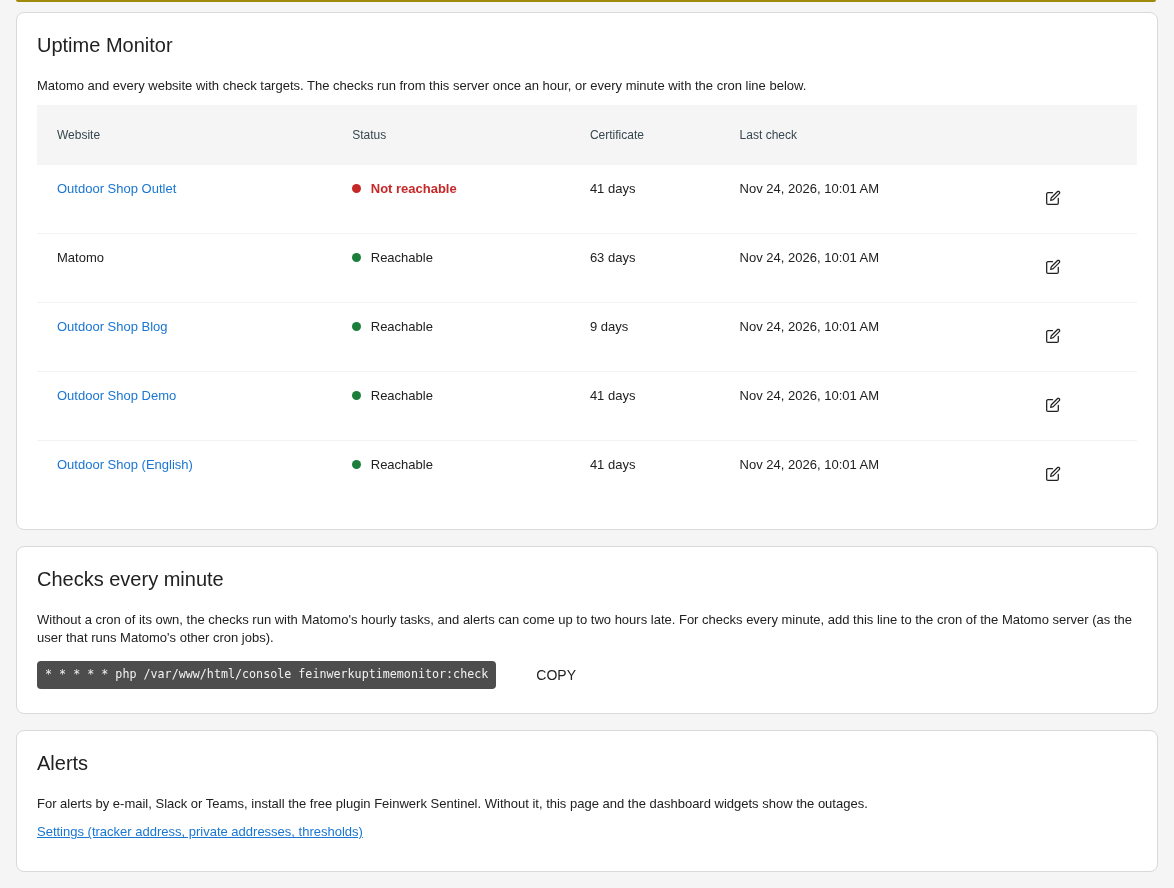 Uptime Monitor
Matomo and every website with check targets. The checks run from this server once an hour, or every minute with the cron line below.
Website Status Certificate Last check
Outdoor Shop Outlet Not reachable 41 days Nov 24, 2026, 10:01 AM
Matomo Reachable 63 days Nov 24, 2026, 10:01 AM
Outdoor Shop Blog Reachable 9 days Nov 24, 2026, 10:01 AM
Outdoor Shop Demo Reachable 41 days Nov 24, 2026, 10:01 AM
Outdoor Shop (English) Reachable 41 days Nov 24, 2026, 10:01 AM
Checks every minute
Without a cron of its own, the checks run with Matomo's hourly tasks, and alerts can come up to two hours late. For checks every minute, add this line to the cron of the Matomo server (as the
user that runs Matomo's other cron jobs).
* * * * * php /var/www/html/console feinwerkuptimemonitor:check COPY
Alerts
For alerts by e-mail, Slack or Teams, install the free plugin Feinwerk Sentinel. Without it, this page and the dashboard widgets show the outages.
Settings (tracker address, private addresses, thresholds)